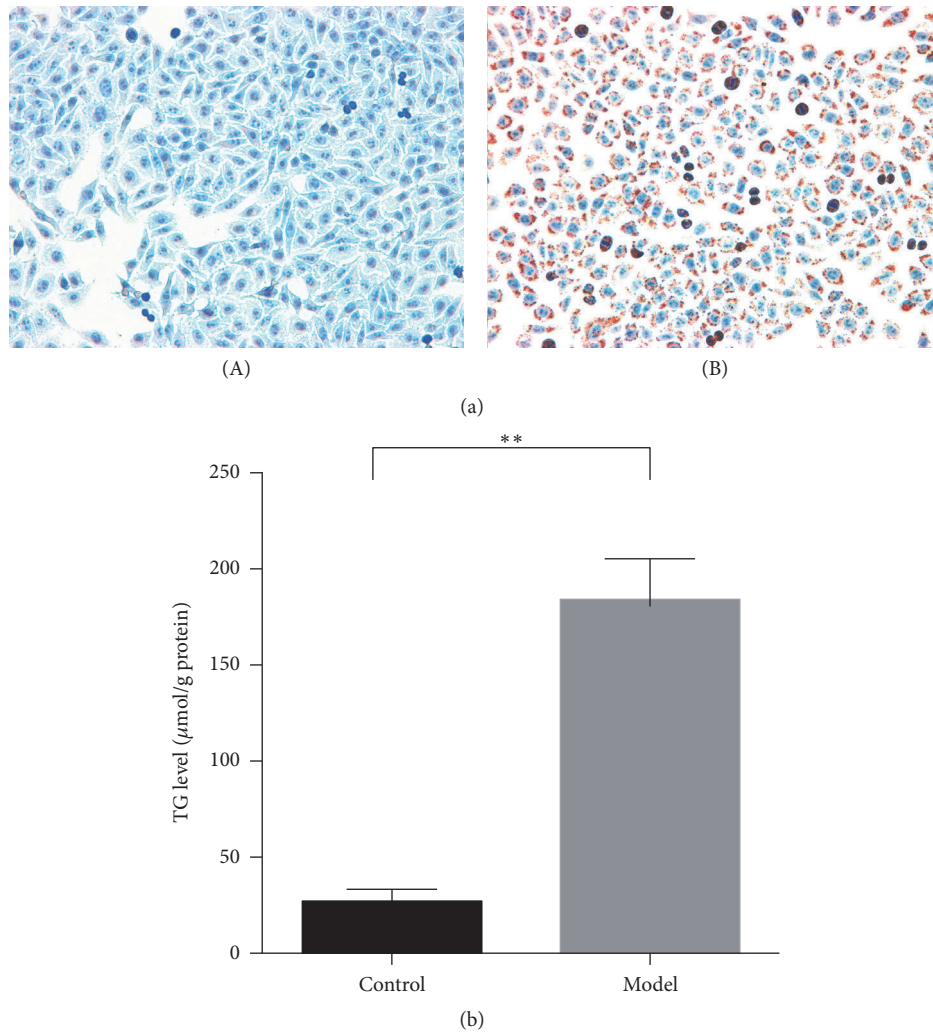 (A)
(B)
(a)
**
250
200
150
100
50
0
TG level (μmol/g protein)
Control
Model
(b)